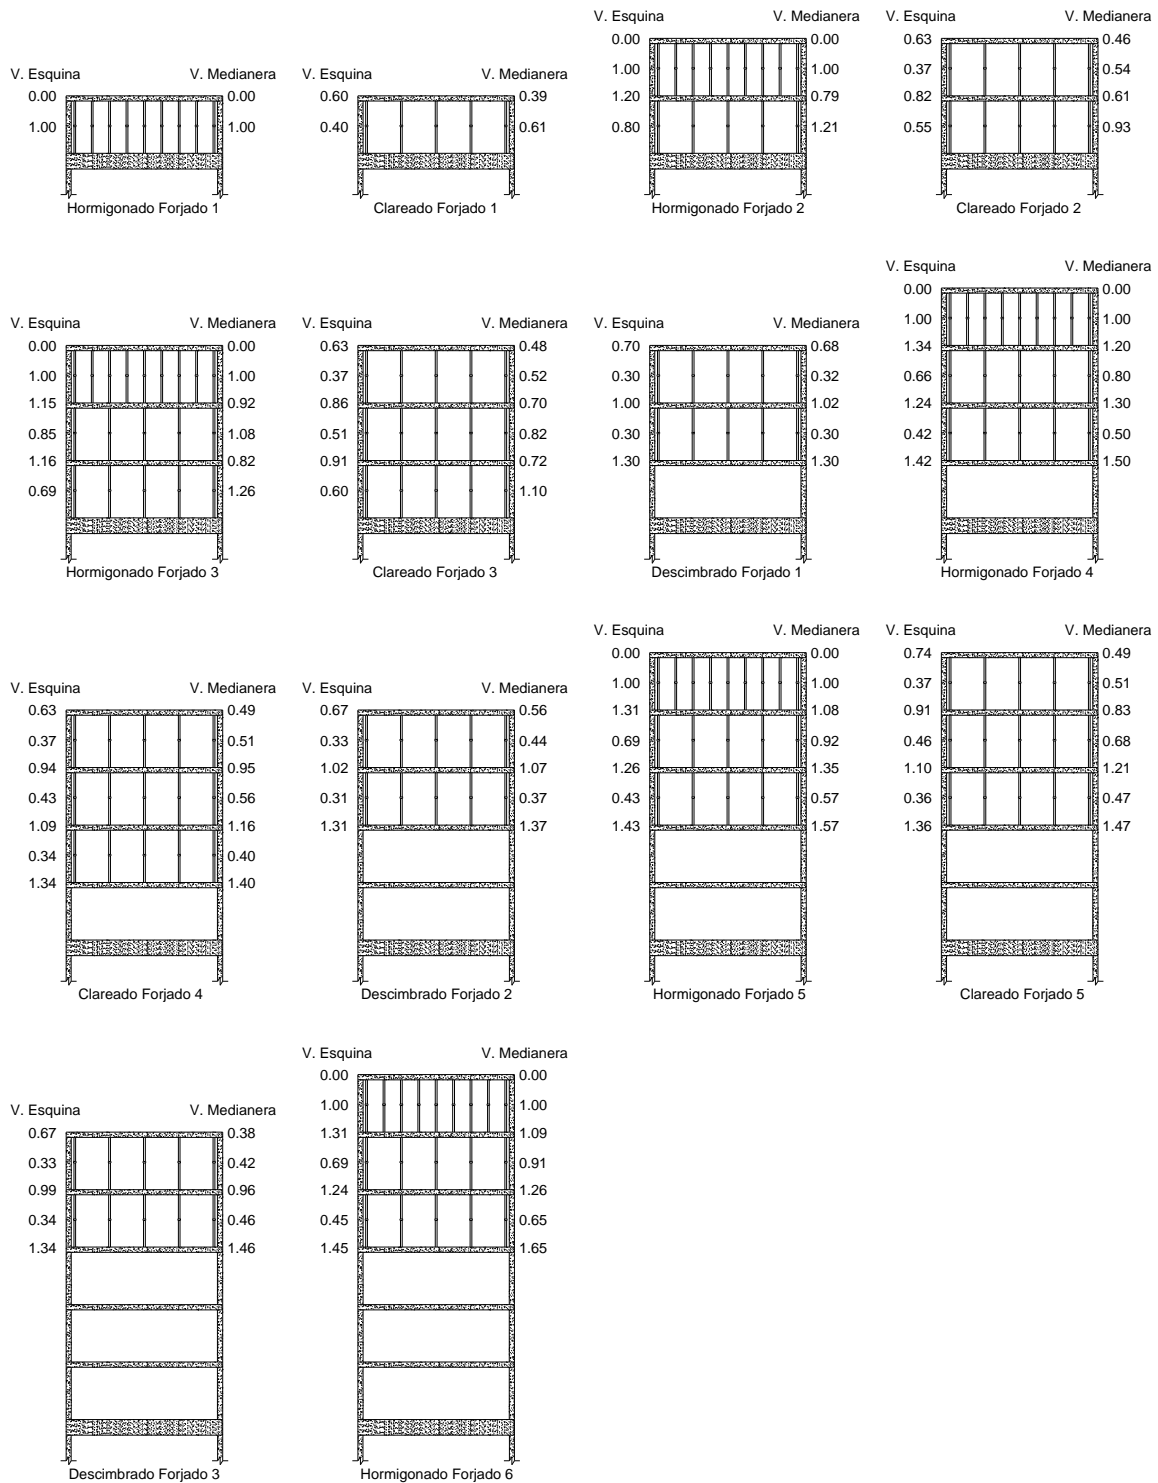 V. Esquina V. Medianera
0.00 0.00
1.00 1.00
Hormigonado Forjado 1
0.60 0.39
0.40 0.61
Clareado Forjado 1
V. Esquina V. Medianera
0.00 0.00
1.00 1.00
1.20 0.79
0.80 1.21
Hormigonado Forjado 2
V. Esquina V. Medianera
0.63 0.46
0.37 0.54
0.82 0.61
0.55 0.93
Clareado Forjado 2
V. Esquina V. Medianera
0.00 0.00
1.00 1.00
1.15 0.92
0.85 1.08
1.16 0.82
0.69 1.26
Hormigonado Forjado 3
V. Esquina V. Medianera
0.63 0.48
0.37 0.52
0.86 0.70
0.51 0.82
0.91 0.72
0.60 1.10
Clareado Forjado 3
V. Esquina V. Medianera
0.70 0.68
0.30 0.32
1.00 1.02
0.30 0.30
1.30 1.30
Descimbrado Forjado 1
V. Esquina V. Medianera
0.00 0.00
1.00 1.00
1.34 1.20
0.66 0.80
1.24 1.30
0.42 0.50
1.42 1.50
Hormigonado Forjado 4
V. Esquina V. Medianera
0.63 0.49
0.37 0.51
0.94 0.95
0.43 0.56
1.09 1.16
0.34 0.40
1.34 1.40
Clareado Forjado 4
V. Esquina V. Medianera
0.67 0.56
0.33 0.44
1.02 1.07
0.31 0.37
1.31 1.37
Descimbrado Forjado 2
V. Esquina V. Medianera
0.00 0.00
1.00 1.00
1.31 1.08
0.69 0.92
1.26 1.35
0.43 0.57
1.43 1.57
Hormigonado Forjado 5
V. Esquina V. Medianera
0.74 0.49
0.37 0.51
0.91 0.83
0.46 0.68
1.10 1.21
0.36 0.47
1.36 1.47
Clareado Forjado 5
V. Esquina V. Medianera
0.67 0.38
0.33 0.42
0.99 0.96
0.34 0.46
1.34 1.46
Descimbrado Forjado 3
V. Esquina V. Medianera
0.00 0.00
1.00 1.00
1.31 1.09
0.69 0.91
1.24 1.26
0.45 0.65
1.45 1.65
Hormigonado Forjado 6